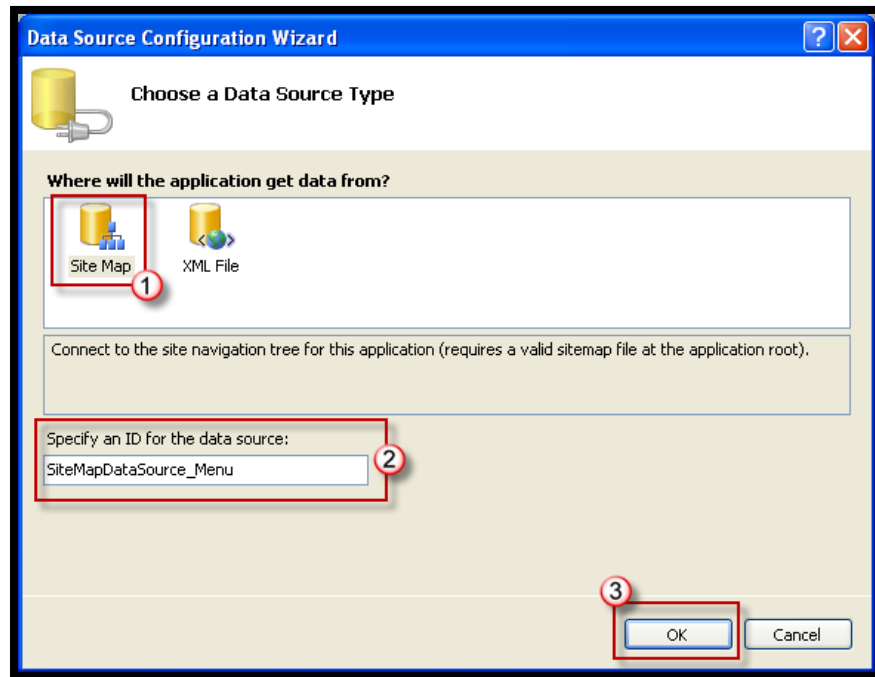 Data Source Configuration Wizard
?
Choose a Data Source Type
Where will the application get data from?
Site Map
XML File
1
Connect to the site navigation tree for this application (requires a valid sitemap file at the application root).
Specify an ID for the data source:
SiteMapDataSource_Menu
2
3
OK
Cancel